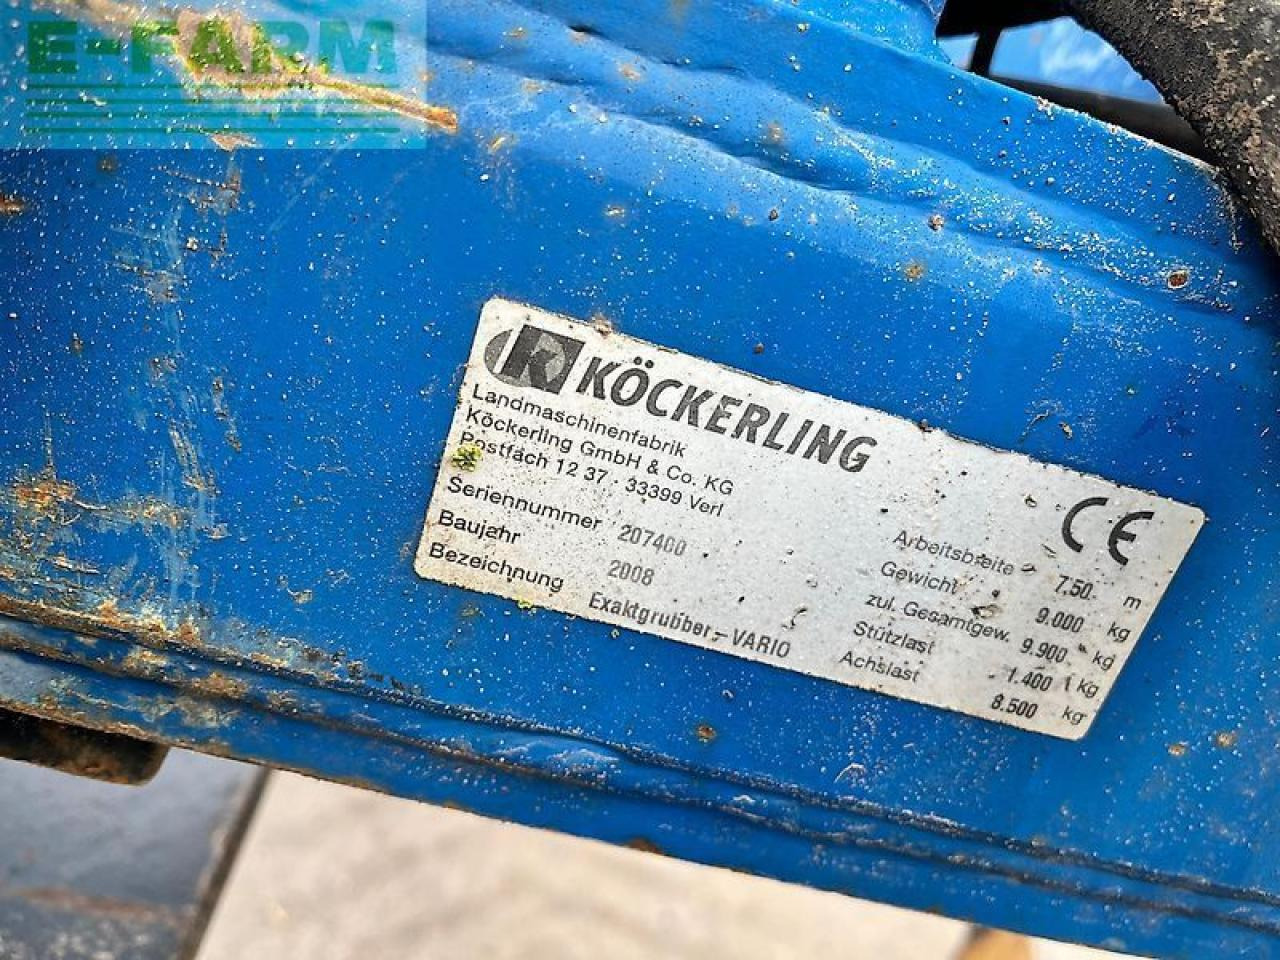 E-FARM
KÖCKERLING
Landmaschinenfabrik
Köckerling GmbH & Co. KG
Postfach 12 37 · 33399 Verl
Seriennummer 207460
Baujahr 2008
Bezeichnung Exaktgrubber - VARIO
CE
Arbeitsbreite 7.50 m
Gewicht 9.000 kg
zul. Gesamtgew. 9.900 kg
Stützlast 1.400 kg
Achslast 8.500 kg